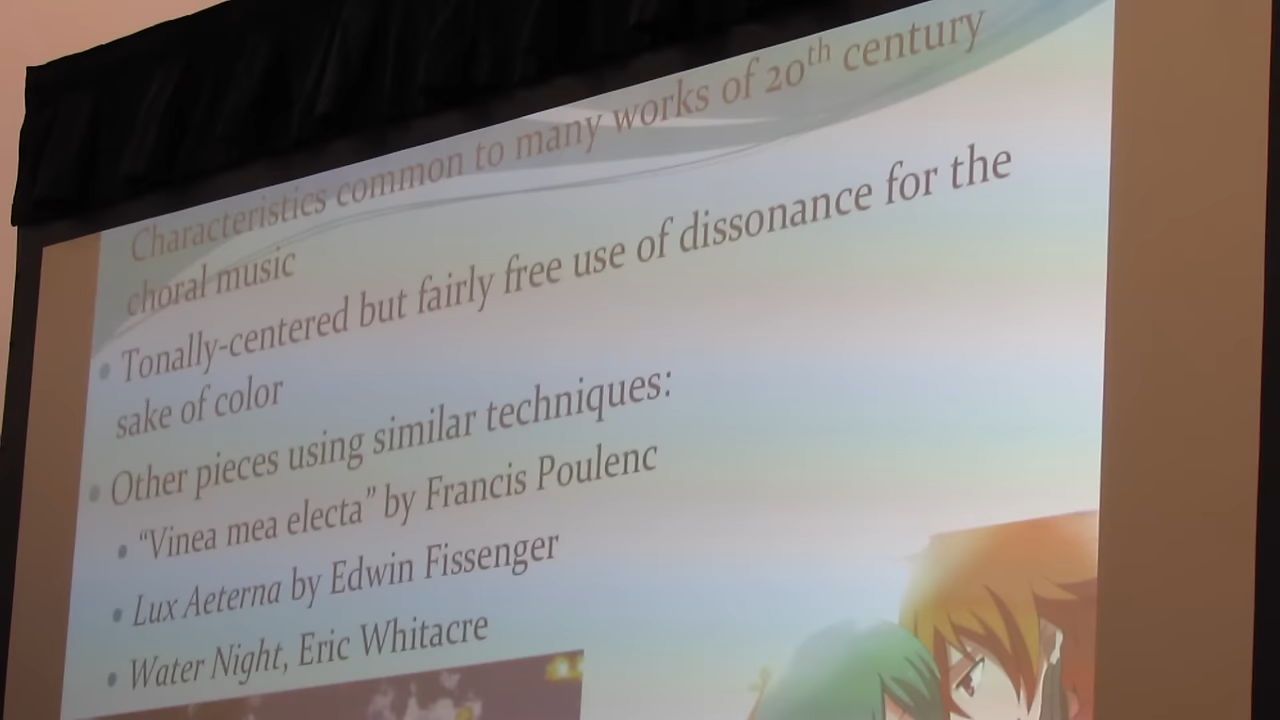 Characteristics common to many works of 20th century
choral music
• Tonally-centered but fairly free use of dissonance for the
sake of color
• Other pieces using similar techniques:
• “Vinea mea electa” by Francis Poulenc
• Lux Aeterna by Edwin Fissenger
• Water Night, Eric Whitacre